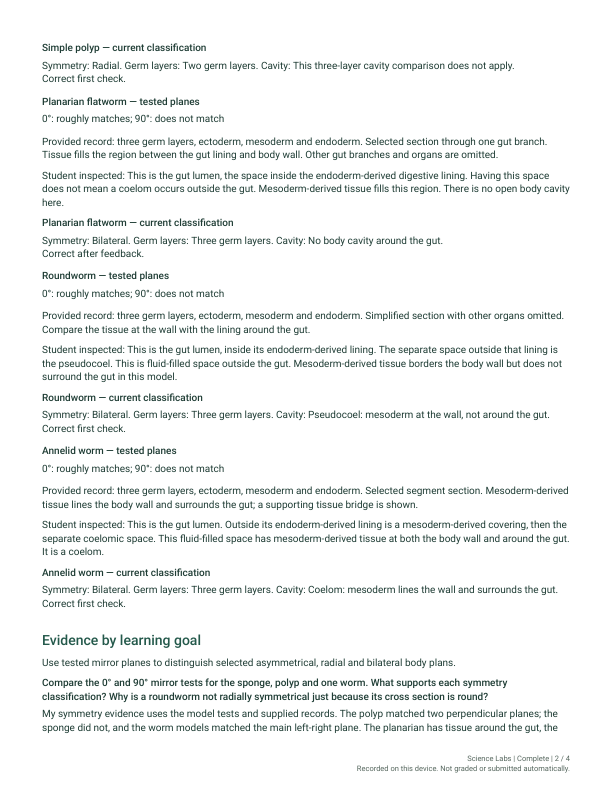 Simple polyp — current classification
Symmetry: Radial. Germ layers: Two germ layers. Cavity: This three-layer cavity comparison does not apply.
Correct first check.
Planarian flatworm — tested planes
0°: roughly matches; 90°: does not match
Provided record: three germ layers, ectoderm, mesoderm and endoderm. Selected section through one gut branch.
Tissue fills the region between the gut lining and body wall. Other gut branches and organs are omitted.
Student inspected: This is the gut lumen, the space inside the endoderm-derived digestive lining. Having this space
does not mean a coelom occurs outside the gut. Mesoderm-derived tissue fills this region. There is no open body cavity
here.
Planarian flatworm — current classification
Symmetry: Bilateral. Germ layers: Three germ layers. Cavity: No body cavity around the gut.
Correct after feedback.
Roundworm — tested planes
0°: roughly matches; 90°: does not match
Provided record: three germ layers, ectoderm, mesoderm and endoderm. Simplified section with other organs omitted.
Compare the tissue at the wall with the lining around the gut.
Student inspected: This is the gut lumen, inside its endoderm-derived lining. The separate space outside that lining is
the pseudocoel. This is fluid-filled space outside the gut. Mesoderm-derived tissue borders the body wall but does not
surround the gut in this model.
Roundworm — current classification
Symmetry: Bilateral. Germ layers: Three germ layers. Cavity: Pseudocoel: mesoderm at the wall, not around the gut.
Correct first check.
Annelid worm — tested planes
0°: roughly matches; 90°: does not match
Provided record: three germ layers, ectoderm, mesoderm and endoderm. Selected segment section. Mesoderm-derived
tissue lines the body wall and surrounds the gut; a supporting tissue bridge is shown.
Student inspected: This is the gut lumen. Outside its endoderm-derived lining is a mesoderm-derived covering, then the
separate coelomic space. This fluid-filled space has mesoderm-derived tissue at both the body wall and around the gut.
It is a coelom.
Annelid worm — current classification
Symmetry: Bilateral. Germ layers: Three germ layers. Cavity: Coelom: mesoderm lines the wall and surrounds the gut.
Correct first check.
Evidence by learning goal
Use tested mirror planes to distinguish selected asymmetrical, radial and bilateral body plans.
Compare the 0° and 90° mirror tests for the sponge, polyp and one worm. What supports each symmetry
classification? Why is a roundworm not radially symmetrical just because its cross section is round?
My symmetry evidence uses the model tests and supplied records. The polyp matched two perpendicular planes; the
sponge did not, and the worm models matched the main left-right plane. The planarian has tissue around the gut, the
Science Labs | Complete | 2 / 4
Recorded on this device. Not graded or submitted automatically.